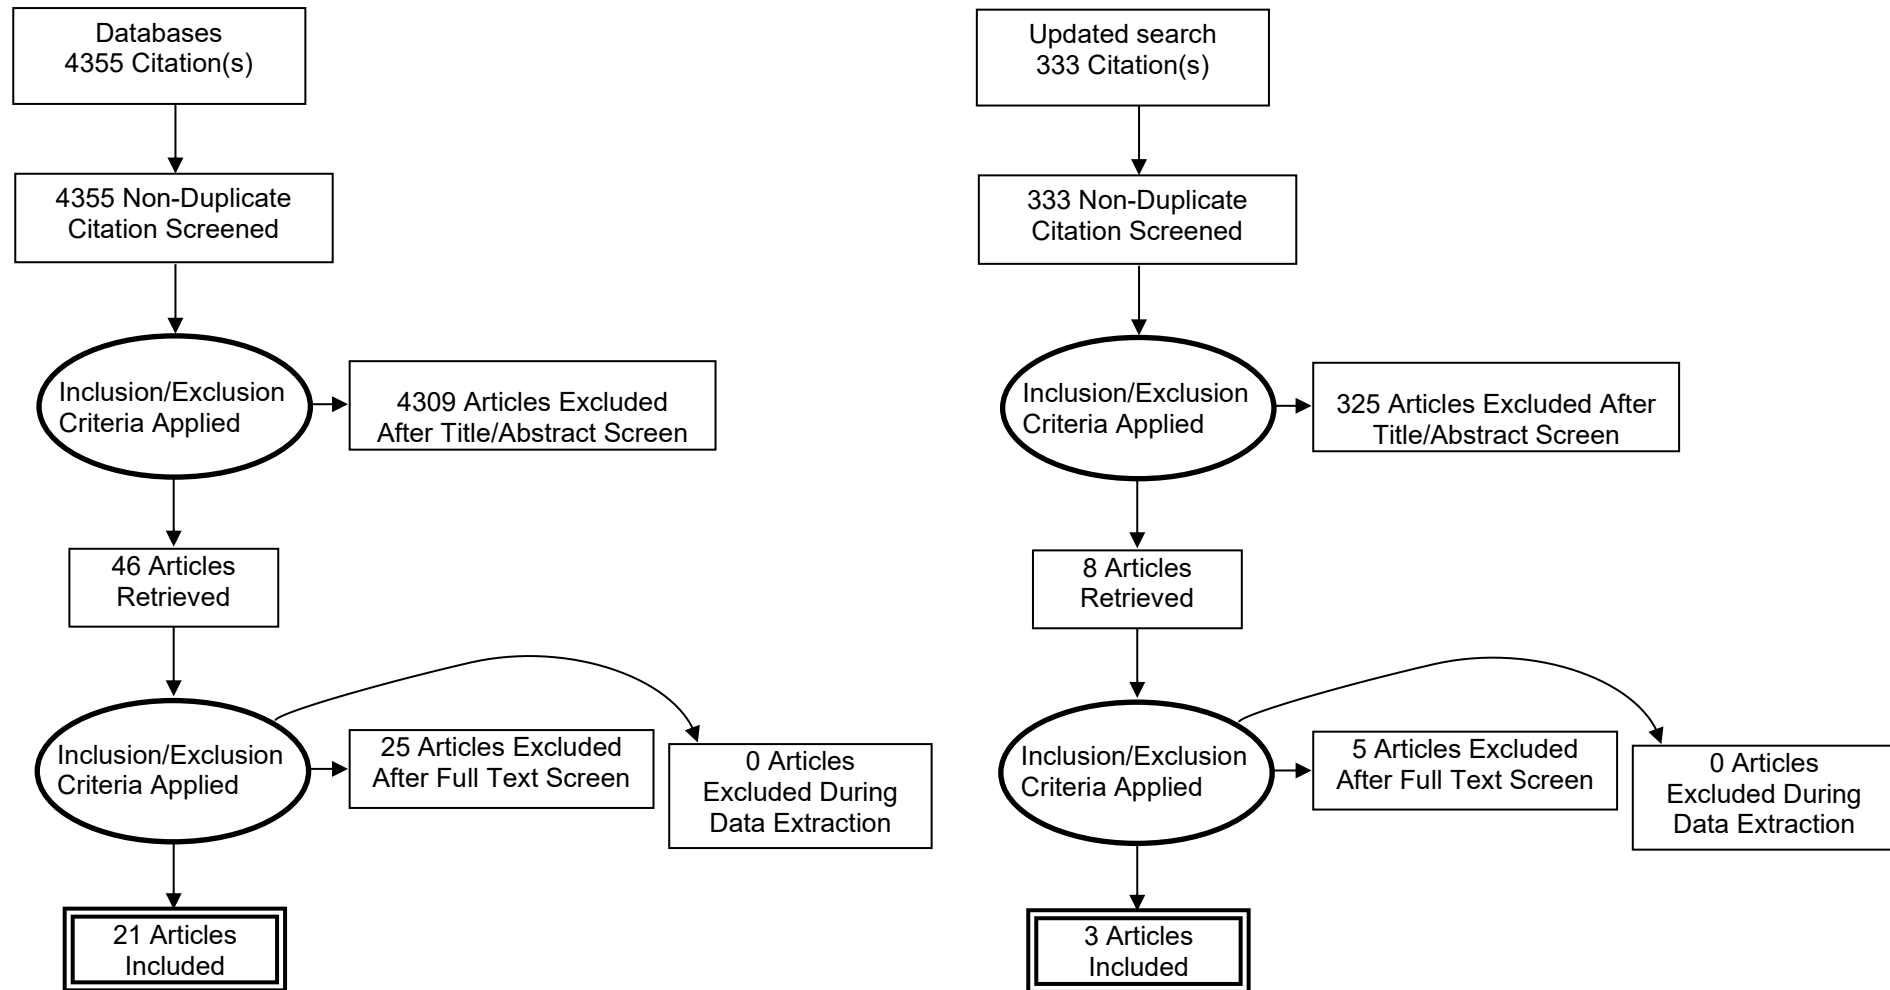 Databases
4355 Citation(s)
4355 Non-Duplicate
Citation Screened
Inclusion/Exclusion
Criteria Applied
4309 Articles Excluded
After Title/Abstract Screen
46 Articles
Retrieved
Inclusion/Exclusion
Criteria Applied
25 Articles Excluded
After Full Text Screen
0 Articles
Excluded During
Data Extraction
21 Articles
Included
Updated search
333 Citation(s)
333 Non-Duplicate
Citation Screened
Inclusion/Exclusion
Criteria Applied
325 Articles Excluded After
Title/Abstract Screen
8 Articles
Retrieved
Inclusion/Exclusion
Criteria Applied
5 Articles Excluded
After Full Text Screen
0 Articles
Excluded During
Data Extraction
3 Articles
Included